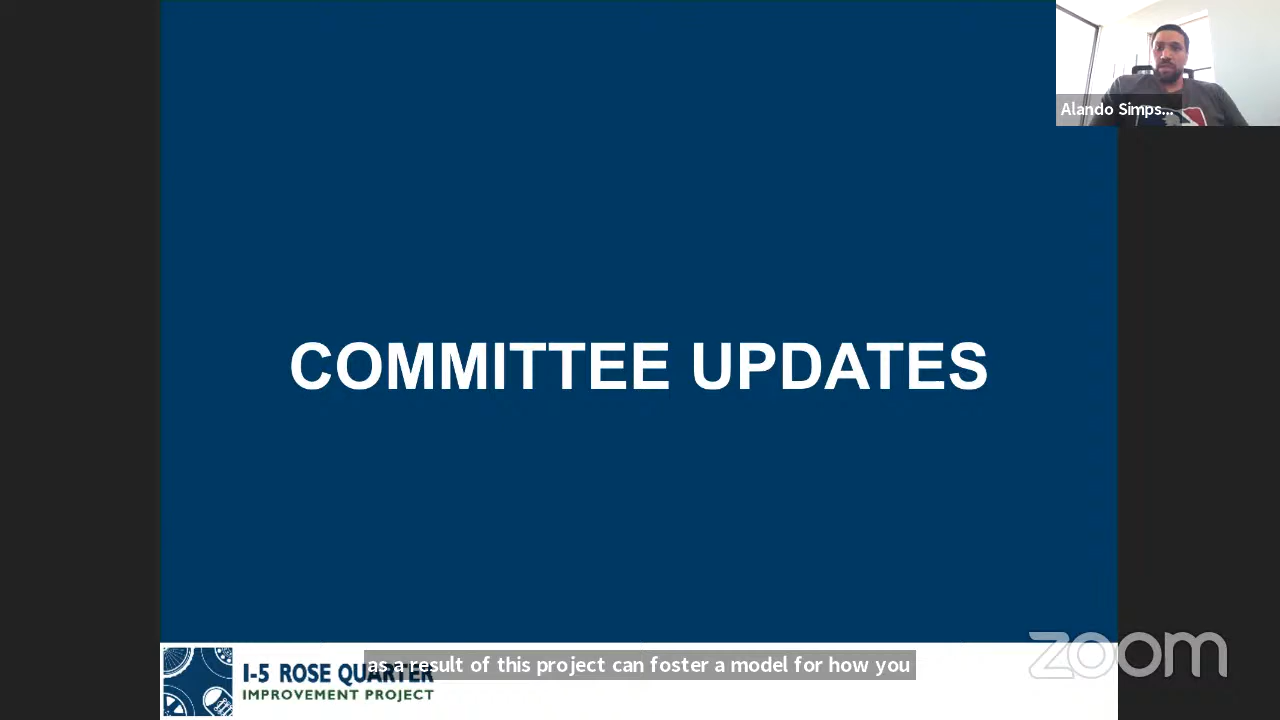 Alando Simps...
COMMITTEE UPDATES
I-5 ROSE QUARTER
IMPROVEMENT PROJECT
as a result of this project can foster a model for how you
zoom